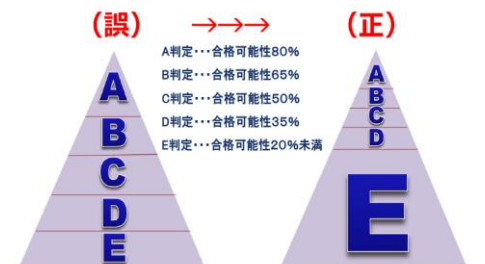 (誤) →→→ (正)
A判定･･･合格可能性80%
B判定･･･合格可能性65%
C判定･･･合格可能性50%
D判定･･･合格可能性35%
E判定･･･合格可能性20%未満
A
B
C
D
E
A
B
C
D
E